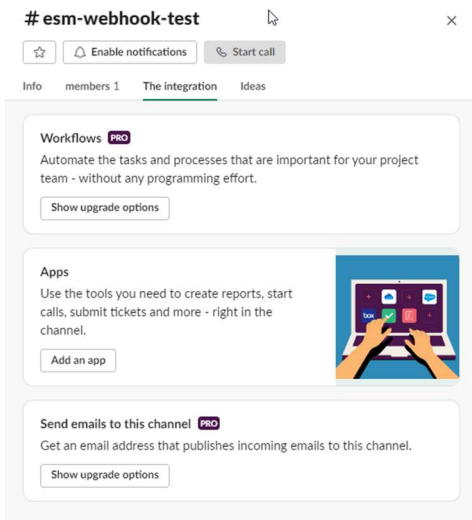 # esm-webhook-test
Enable notifications
Start call
Info members 1 The integration Ideas
Workflows PRO
Automate the tasks and processes that are important for your project
team - without any programming effort.
Show upgrade options
Apps
Use the tools you need to create reports, start
calls, submit tickets and more - right in the
channel.
box
Add an app
Send emails to this channel PRO
Get an email address that publishes incoming emails to this channel.
Show upgrade options